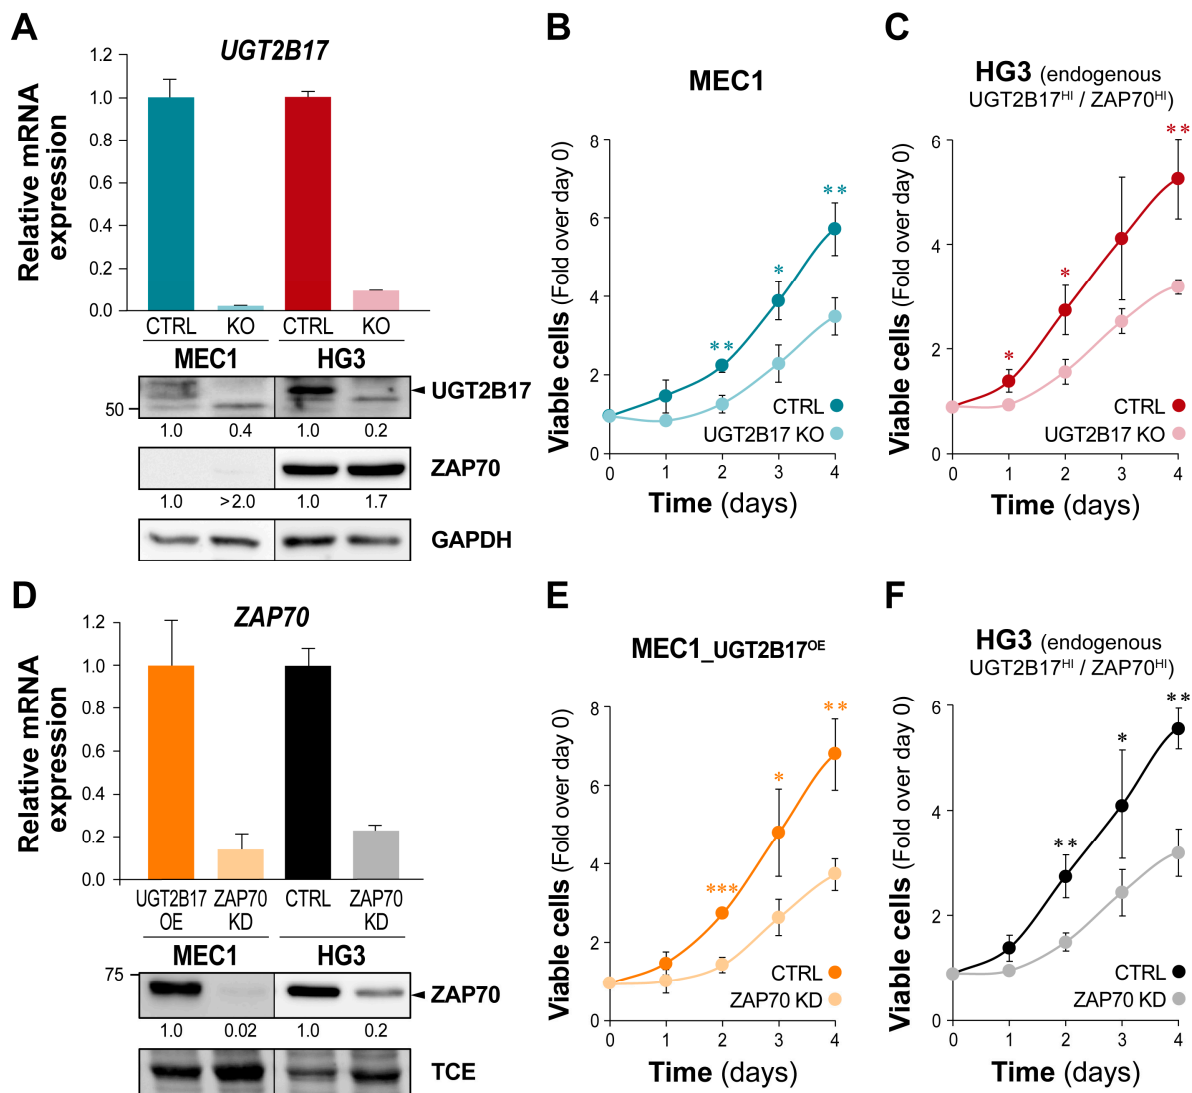 A
UGT2B17
Relative mRNA
expression
1.2
1.0
0.8
0.6
0.4
0.2
0.0
CTRL KO CTRL KO
MEC1 HG3
UGT2B17
50
1.0 0.4 1.0 0.2
ZAP70
1.0 >2.0 1.0 1.7
GAPDH
B
MEC1
Viable cells (Fold over day 0)
8
6
4
2
0
**
*
**
CTRL
UGT2B17 KO
0 1 2 3 4
Time (days)
C
HG3 (endogenous
UGT2B17ᴴᴵ / ZAP70ᴴᴵ)
Viable cells (Fold over day 0)
6
4
2
0
**
*
*
CTRL
UGT2B17 KO
0 1 2 3 4
Time (days)
D
ZAP70
Relative mRNA
expression
1.2
1.0
0.8
0.6
0.4
0.2
0.0
UGT2B17 ZAP70 CTRL ZAP70
OE KD KD
MEC1 HG3
75
ZAP70
1.0 0.02 1.0 0.2
TCE
E
MEC1_UGT2B17ᴼᴱ
Viable cells (Fold over day 0)
8
6
4
2
0
**
*
***
CTRL
ZAP70 KD
0 1 2 3 4
Time (days)
F
HG3 (endogenous
UGT2B17ᴴᴵ / ZAP70ᴴᴵ)
Viable cells (Fold over day 0)
6
4
2
0
**
*
**
CTRL
ZAP70 KD
0 1 2 3 4
Time (days)